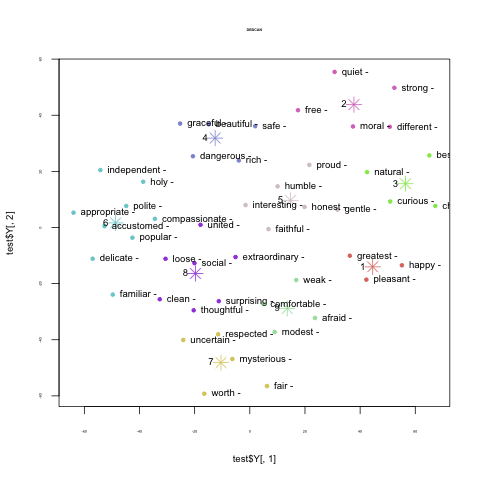 DBSCAN
quiet -
strong -
2
free -
graceful -
beautiful -
safe -
moral -
different -
4
dangerous -
rich -
bes
independent -
proud -
natural -
holy -
humble -
3
polite -
interesting -
5
honest -
gentle -
curious -
ch
appropriate -
compassionate -
6
accustomed -
united -
faithful -
popular -
delicate -
loose -
social -
extraordinary -
greatest -
1
happy -
8
weak -
pleasant -
familiar -
clean -
surprising -
comfortable -
thoughtful -
9
afraid -
uncertain -
respected -
modest -
7
mysterious -
worth -
fair -
test$Y[, 1]
test$Y[, 2]